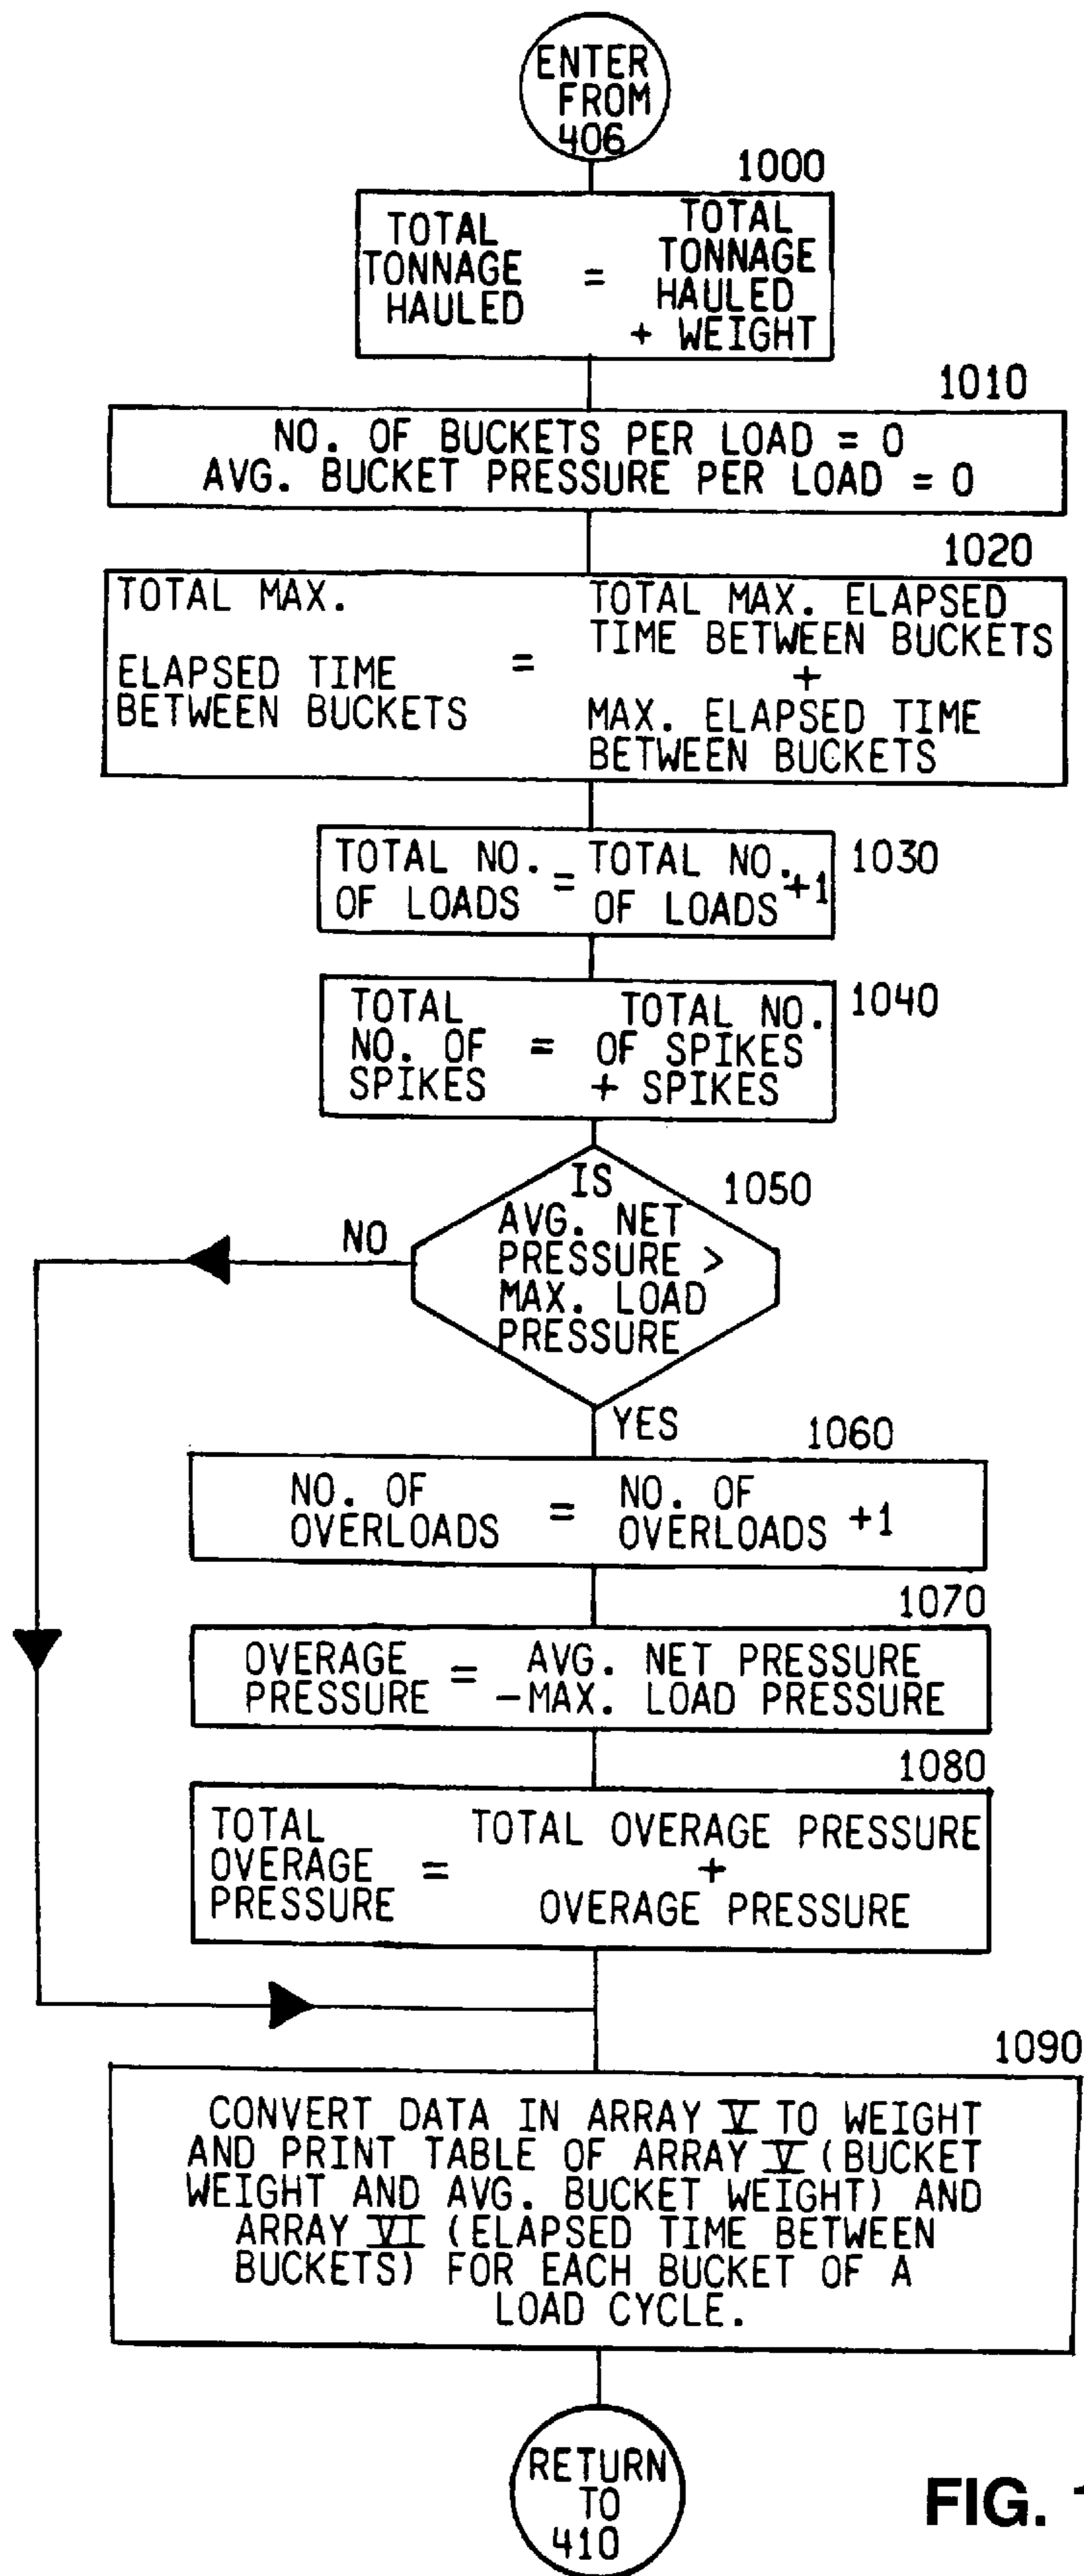 ENTER
FROM
406
1000
TOTAL
TONNAGE
HAULED
=
TOTAL
TONNAGE
HAULED
+ WEIGHT
1010
NO. OF BUCKETS PER LOAD = 0
AVG. BUCKET PRESSURE PER LOAD = 0
1020
TOTAL MAX.
ELAPSED TIME
BETWEEN BUCKETS
=
TOTAL MAX. ELAPSED
TIME BETWEEN BUCKETS
+
MAX. ELAPSED TIME
BETWEEN BUCKETS
1030
TOTAL NO.
OF LOADS
=
TOTAL NO.
OF LOADS
+1
1040
TOTAL
NO. OF
SPIKES
=
TOTAL NO.
OF SPIKES
+ SPIKES
1050
IS
AVG. NET
PRESSURE >
MAX. LOAD
PRESSURE
NO
YES
1060
NO. OF
OVERLOADS
=
NO. OF
OVERLOADS
+1
1070
OVERAGE
PRESSURE
=
AVG. NET PRESSURE
-MAX. LOAD PRESSURE
1080
TOTAL
OVERAGE
PRESSURE
=
TOTAL OVERAGE PRESSURE
+
OVERAGE PRESSURE
1090
CONVERT DATA IN ARRAY V TO WEIGHT
AND PRINT TABLE OF ARRAY V (BUCKET
WEIGHT AND AVG. BUCKET WEIGHT) AND
ARRAY VI (ELAPSED TIME BETWEEN
BUCKETS) FOR EACH BUCKET OF A
LOAD CYCLE.
RETURN
TO
410
FIG.